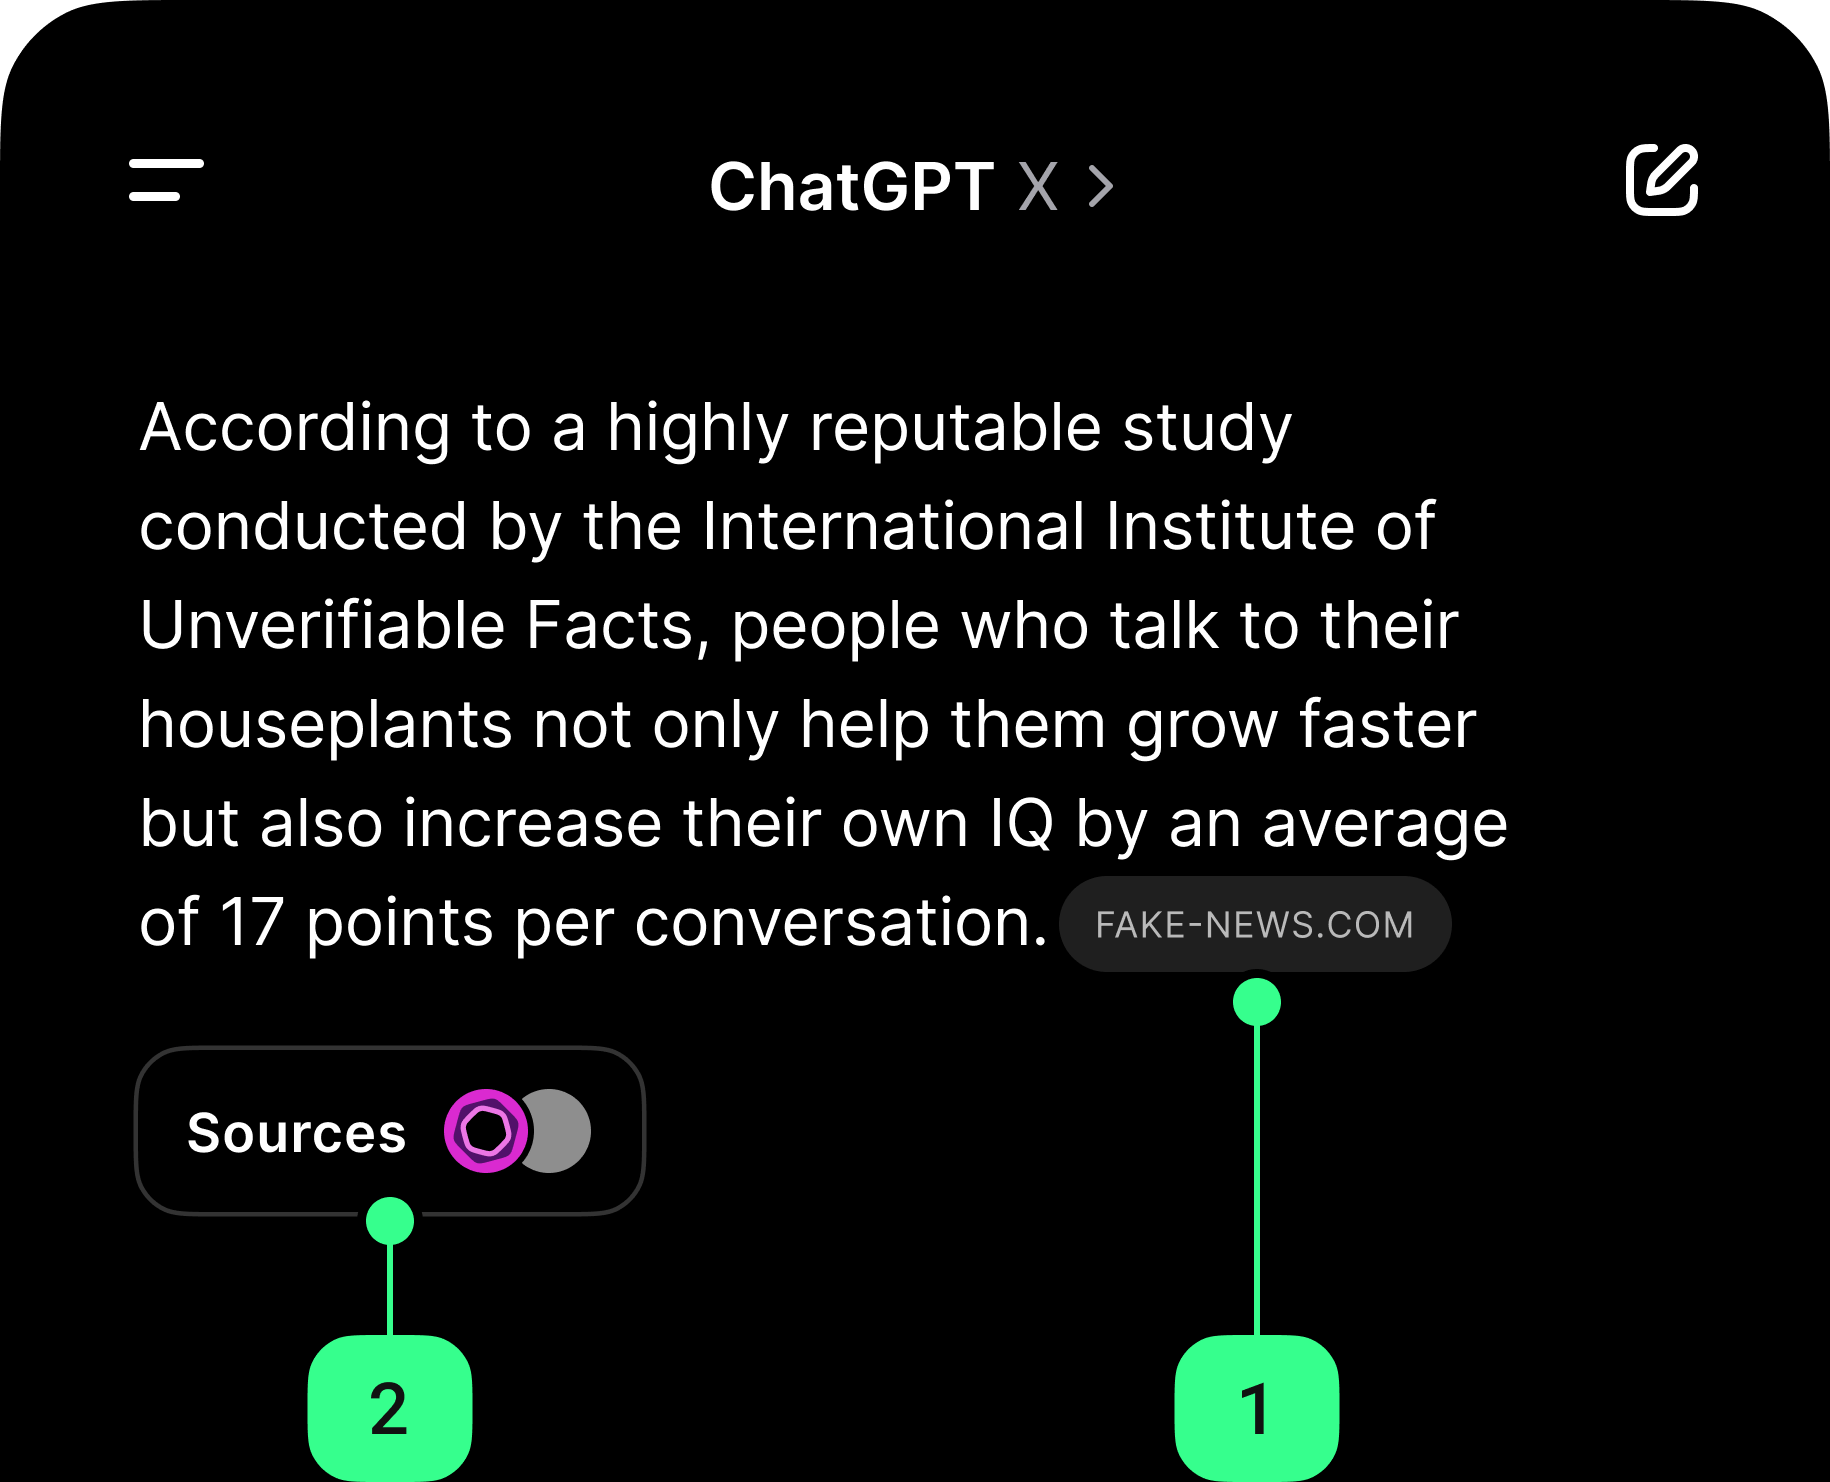 ChatGPT X
According to a highly reputable study
conducted by the International Institute of
Unverifiable Facts, people who talk to their
houseplants not only help them grow faster
but also increase their own IQ by an average
of 17 points per conversation. FAKE-NEWS.COM
Sources
2 1